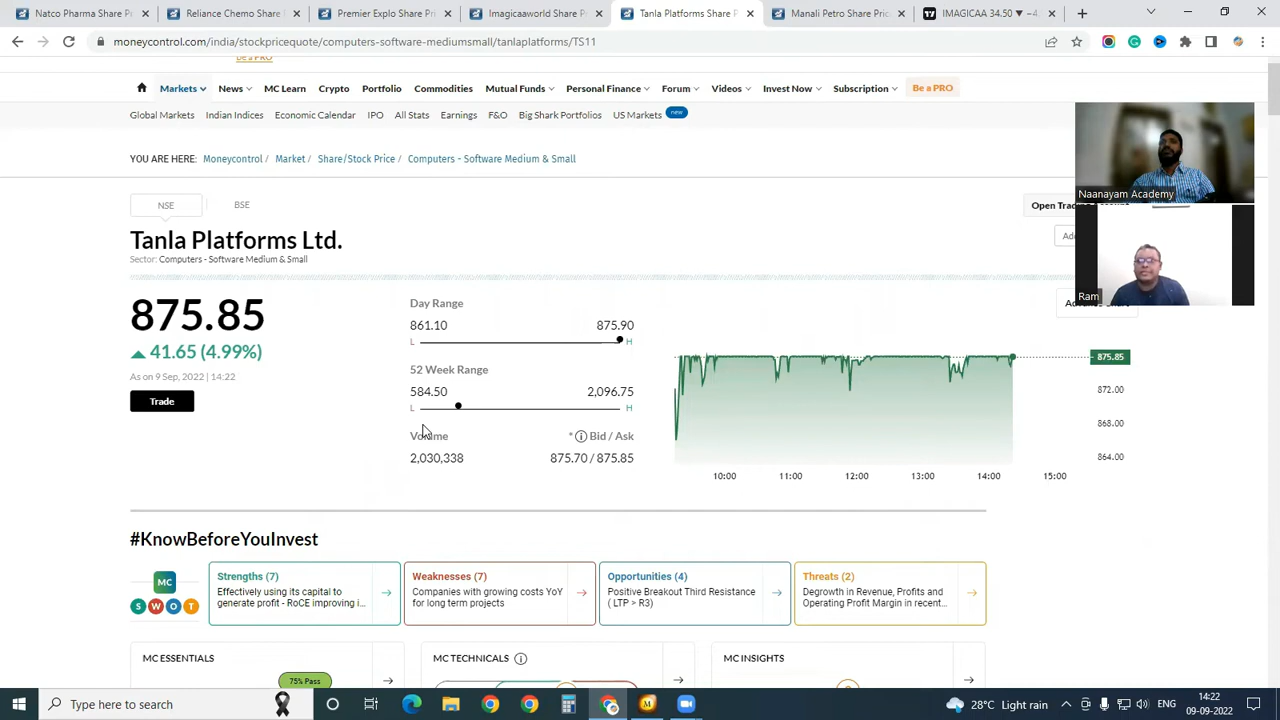 Natco Pharma Share Pric
Deep Polymers Share
Premier Explo Share P
Imagicaaworld Share P
Tanla Platforms Share P
Manali Petro Share Pric
IMAGICAA 34.50
moneycontrol.com/india/stockpricequote/computers-software-mediumsmall/tanlaplatforms/TS11
Be a PRO
Markets News MC Learn Crypto Portfolio Commodities Mutual Funds Personal Finance Forum Videos Invest Now Subscription Be a PRO
Global Markets Indian Indices Economic Calendar IPO All Stats Earnings F&O Big Shark Portfolios US Markets new
YOU ARE HERE: Moneycontrol / Market / Share/Stock Price / Computers - Software Medium & Small
Naanayam Academy
NSE BSE
Open Trading Account
Tanla Platforms Ltd.
Sector: Computers - Software Medium & Small
Ram
875.85
41.65 (4.99%)
As on 9 Sep, 2022 | 14:22
Trade
Day Range
861.10 875.90
L H
52 Week Range
584.50 2,096.75
L H
Volume * Bid / Ask
2,030,338 875.70 / 875.85
875.85
872.00
868.00
864.00
10:00 11:00 12:00 13:00 14:00 15:00
#KnowBeforeYouInvest
MC
S W O T
Strengths (7)
Effectively using its capital to
generate profit - RoCE improving i...
Weaknesses (7)
Companies with growing costs YoY
for long term projects
Opportunities (4)
Positive Breakout Third Resistance
( LTP > R3)
Threats (2)
Degrowth in Revenue, Profits and
Operating Profit Margin in recent...
MC ESSENTIALS
75% Pass
MC TECHNICALS
MC INSIGHTS
Type here to search
28°C Light rain
ENG
14:22
09-09-2022